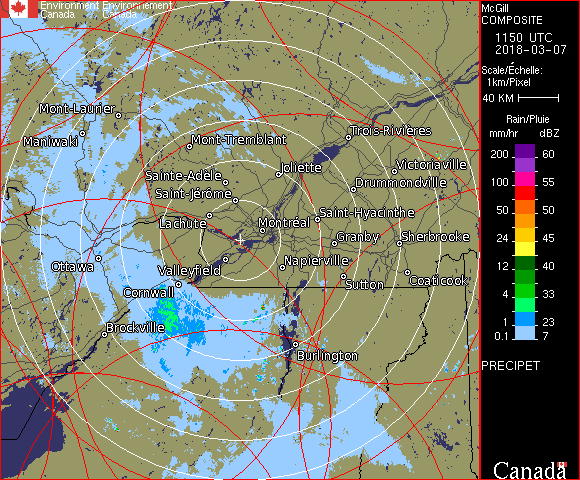 Environment Environnement
Canada Canada
McGill
COMPOSITE
1150 UTC
2018-03-07
Scale/Échelle:
1km/Pixel
40 KM
Rain/Pluie
mm/hr dBZ
200 60
100 55
75 55
50 50
24 45
12 40
4 33
1 23
0.1 7
PRECIPET
Canada
Mont-Laurier
Maniwaki
Mont-Tremblant
Trois-Rivières
Sainte-Adèle
Joliette
Victoriaville
Saint-Jérôme
Drummondville
Lachute
Montréal
Saint-Hyacinthe
Granby
Sherbrooke
Ottawa
Valleyfield
Napierville
Cornwall
Sutton
Coaticook
Brockville
Burlington